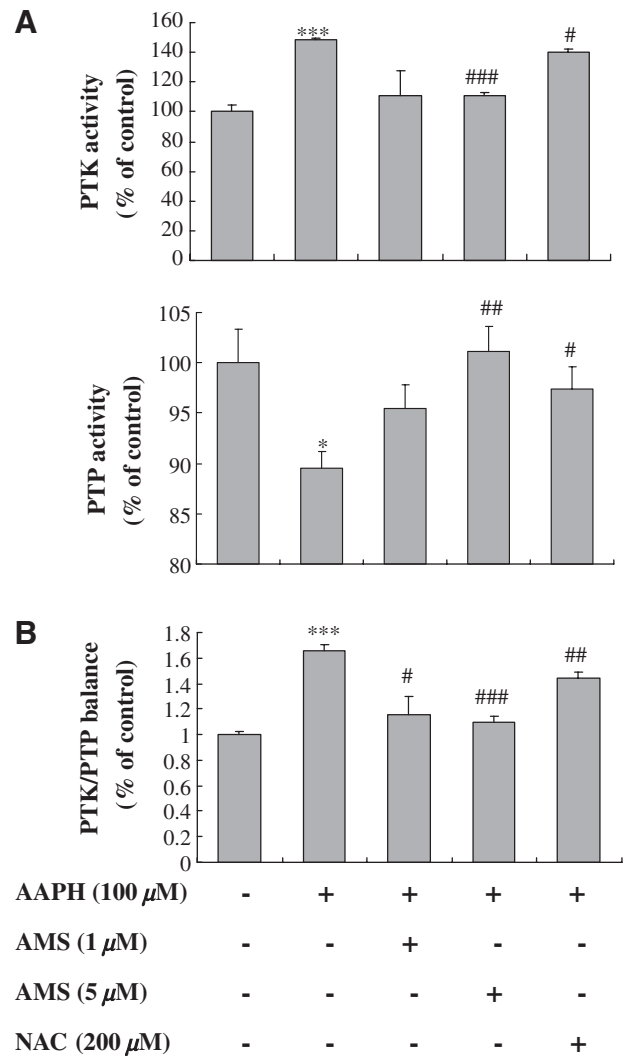 A
PTK activity
(% of control)
160
140
120
100
80
60
40
20
0
***
###
#
PTP activity
(% of control)
105
100
95
90
85
80
*
##
#
B
PTK/PTP balance
(% of control)
1.8
1.6
1.4
1.2
1
0.8
0.6
0.4
0.2
0
***
#
###
##
AAPH (100 μM) - + + + +
AMS (1 μM) - - + - -
AMS (5 μM) - - - + -
NAC (200 μM) - - - - +